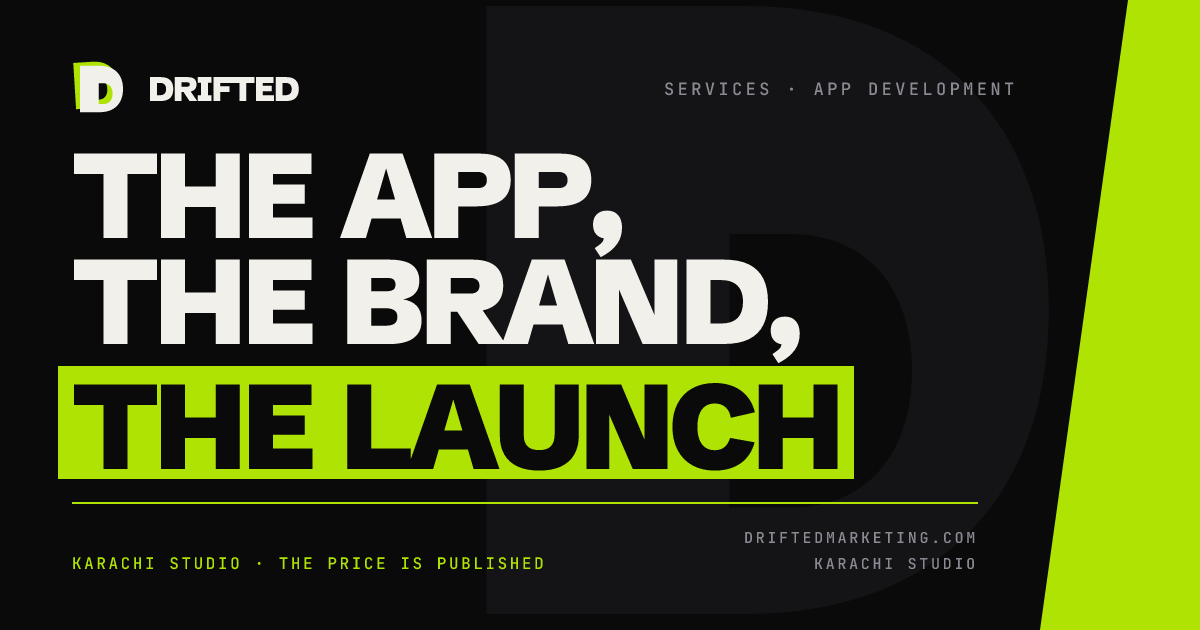 D DRIFTED
SERVICES · APP DEVELOPMENT
THE APP,
THE BRAND,
THE LAUNCH
DRIFTEDMARKETING.COM
KARACHI STUDIO · THE PRICE IS PUBLISHED
KARACHI STUDIO